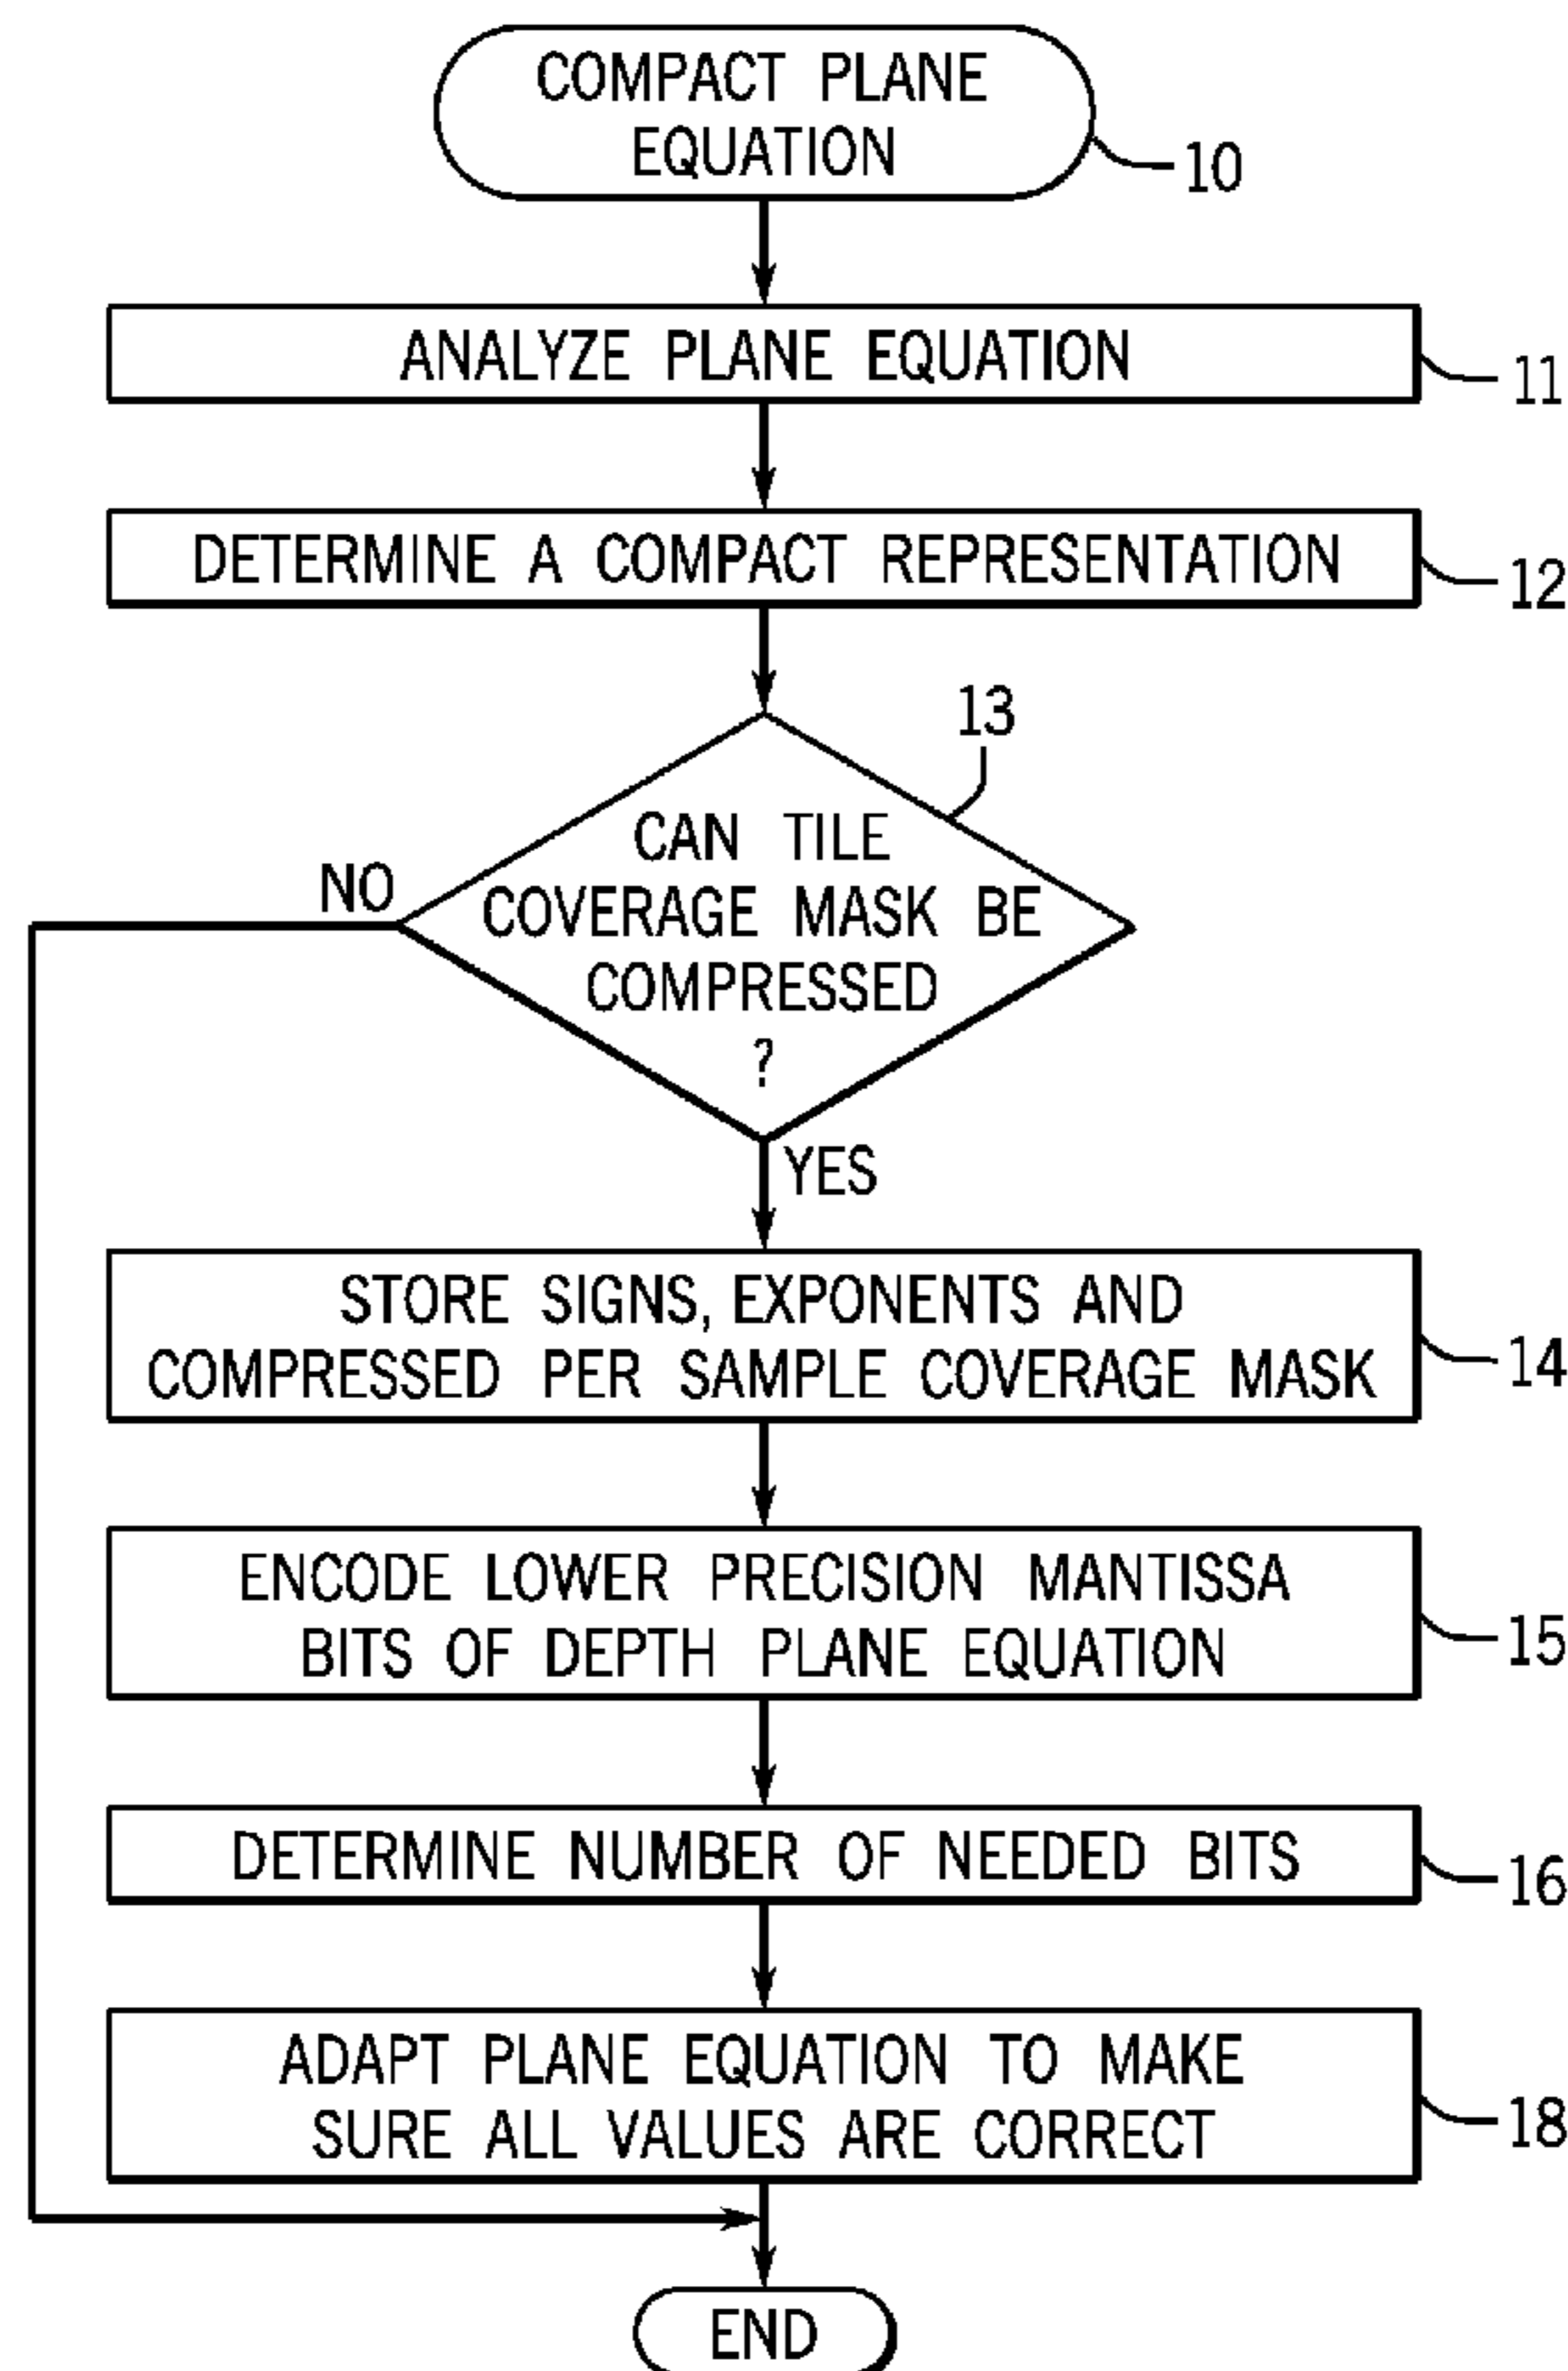 COMPACT PLANE
EQUATION
10
ANALYZE PLANE EQUATION
11
DETERMINE A COMPACT REPRESENTATION
12
13
CAN TILE
COVERAGE MASK BE
COMPRESSED
?
NO
YES
STORE SIGNS, EXPONENTS AND
COMPRESSED PER SAMPLE COVERAGE MASK
14
ENCODE LOWER PRECISION MANTISSA
BITS OF DEPTH PLANE EQUATION
15
DETERMINE NUMBER OF NEEDED BITS
16
ADAPT PLANE EQUATION TO MAKE
SURE ALL VALUES ARE CORRECT
18
END